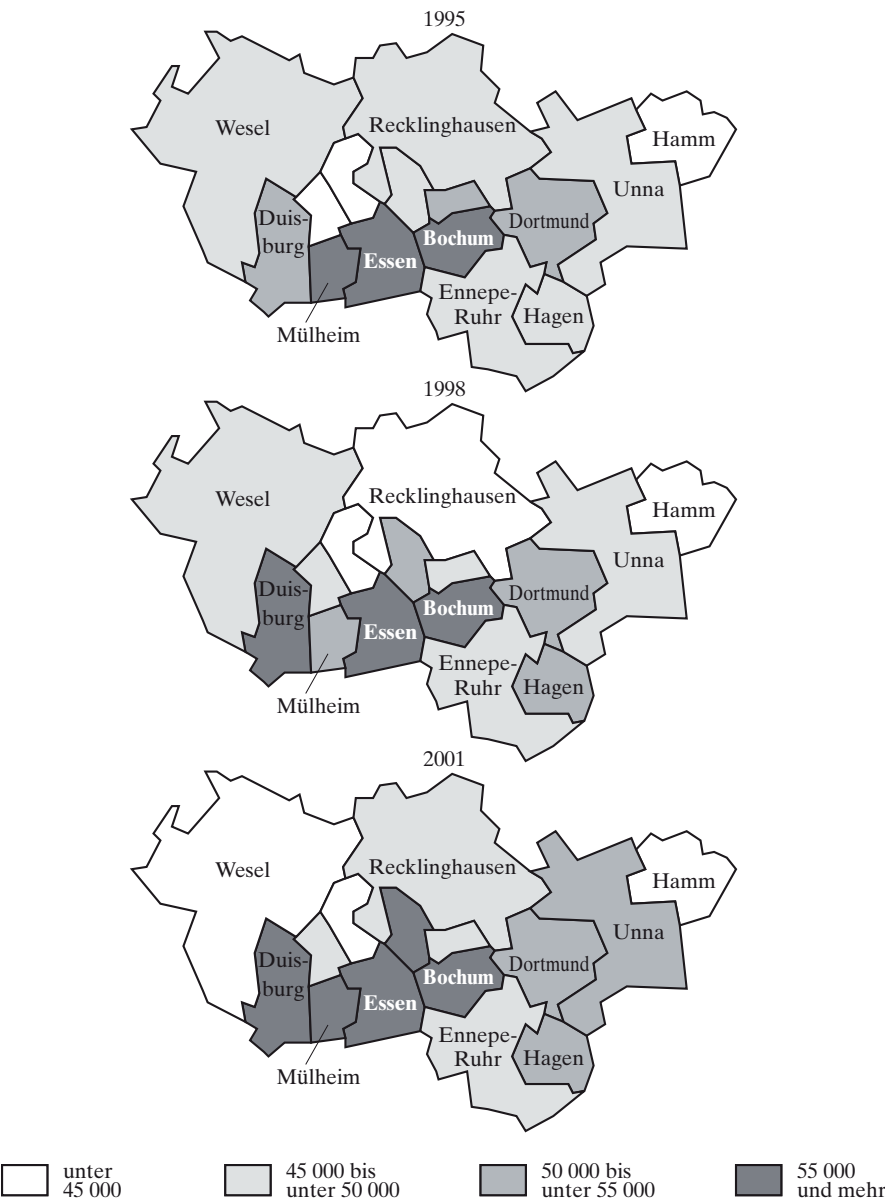 1995
Wesel
Recklinghausen
Hamm
Unna
Duis-
burg
Dortmund
Bochum
Essen
Ennepe-
Ruhr
Hagen
Mülheim
1998
Wesel
Recklinghausen
Hamm
Unna
Duis-
burg
Dortmund
Bochum
Essen
Ennepe-
Ruhr
Hagen
Mülheim
2001
Wesel
Recklinghausen
Hamm
Unna
Duis-
burg
Dortmund
Bochum
Essen
Ennepe-
Ruhr
Hagen
Mülheim
unter
45 000
45 000 bis
unter 50 000
50 000 bis
unter 55 000
55 000
und mehr